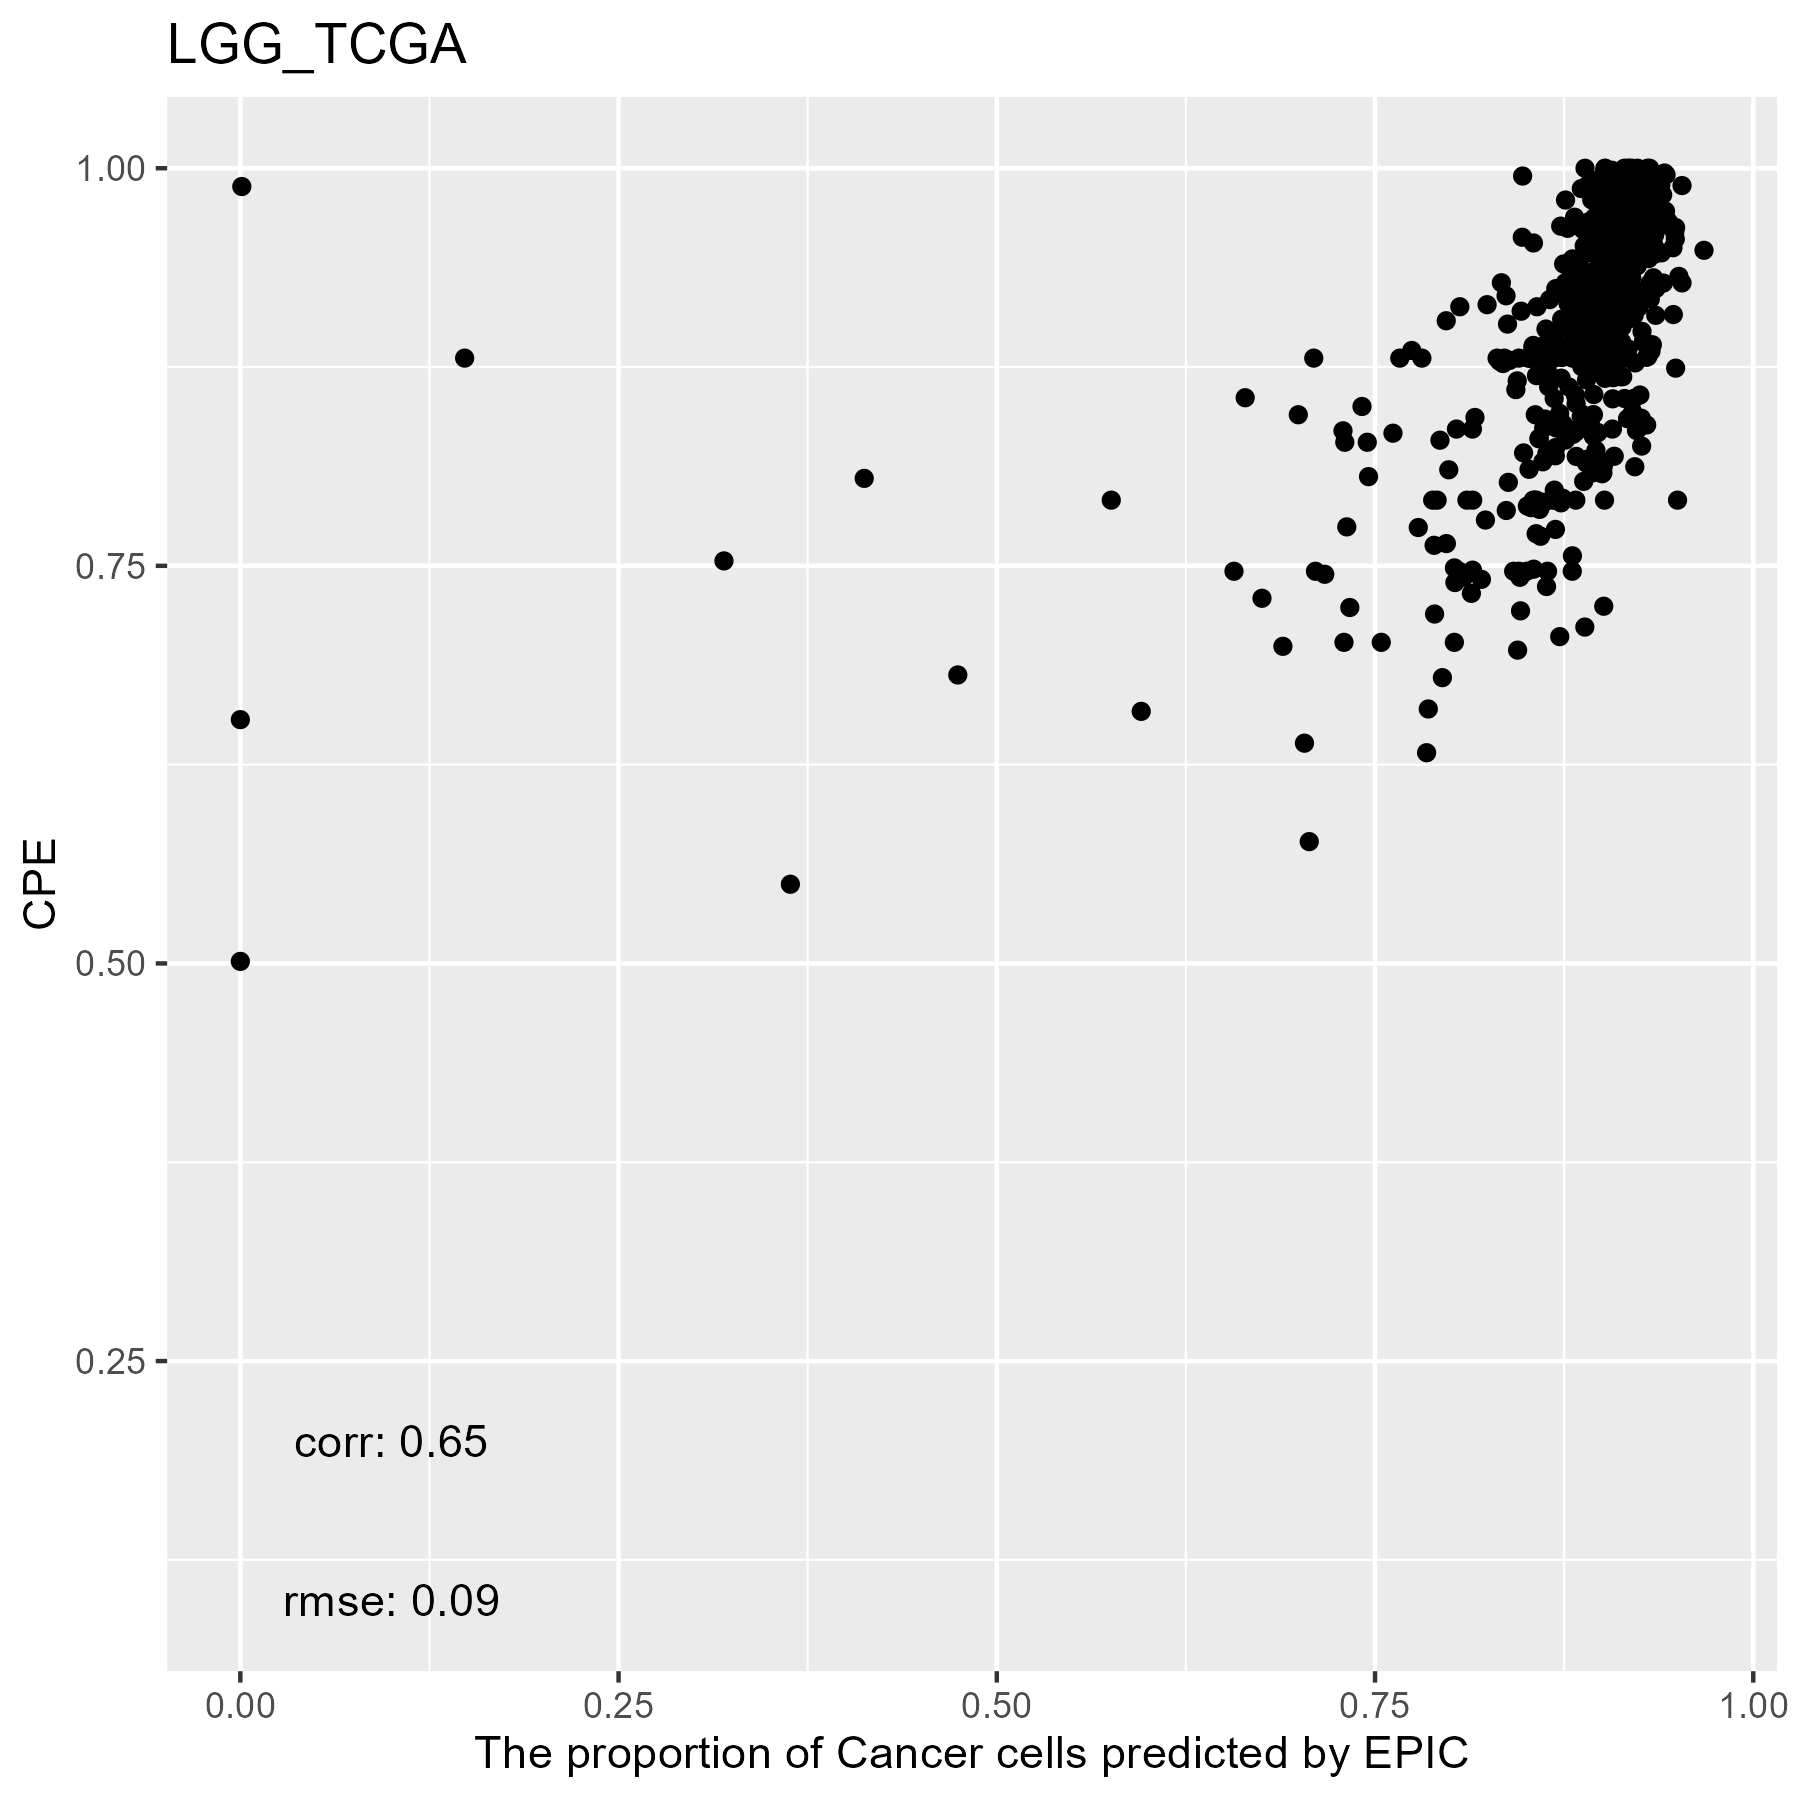 LGG_TCGA
CPE
1.00
0.75
0.50
0.25
corr: 0.65
rmse: 0.09
0.00 0.25 0.50 0.75 1.00
The proportion of Cancer cells predicted by EPIC